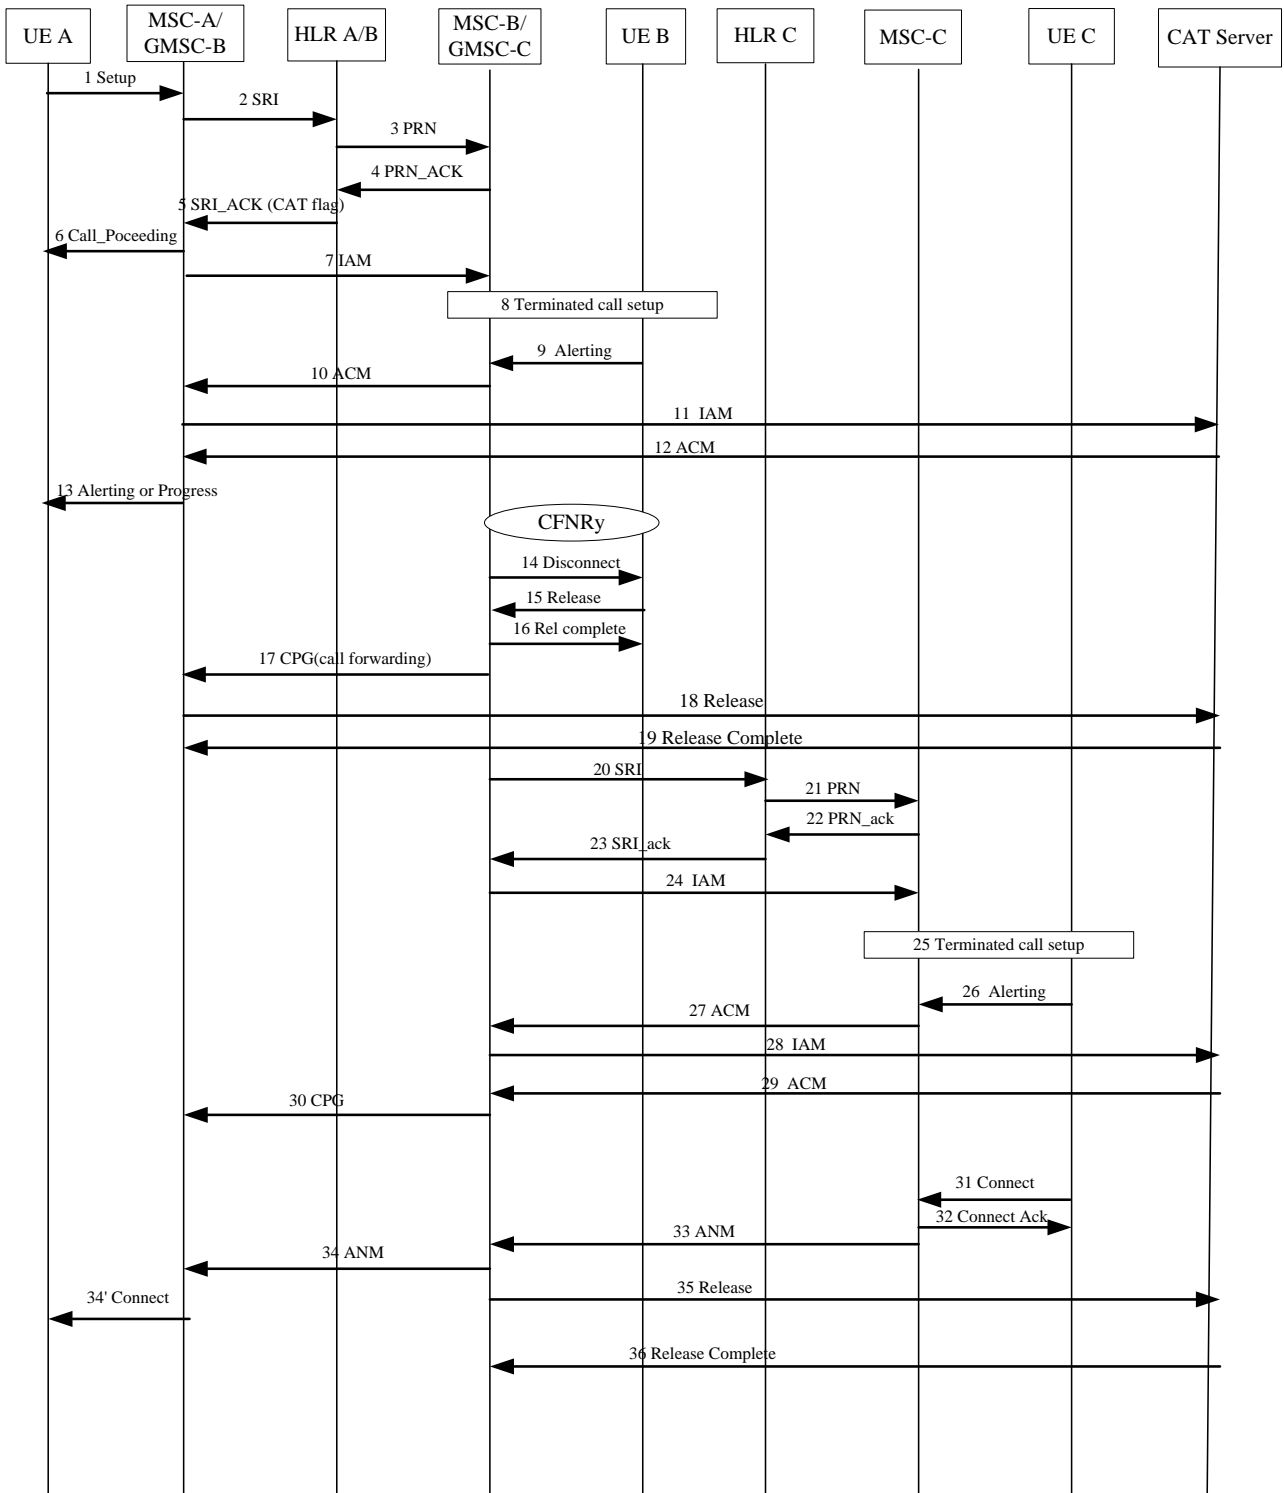 UE A
MSC-A/
GMSC-B
HLR A/B
MSC-B/
GMSC-C
UE B
HLR C
MSC-C
UE C
CAT Server
1 Setup
2 SRI
3 PRN
4 PRN_ACK
5 SRI_ACK (CAT flag)
6 Call_Poceeding
7 IAM
8 Terminated call setup
9 Alerting
10 ACM
11 IAM
12 ACM
13 Alerting or Progress
CFNRy
14 Disconnect
15 Release
16 Rel complete
17 CPG(call forwarding)
18 Release
19 Release Complete
20 SRI
21 PRN
22 PRN_ack
23 SRI_ack
24 IAM
25 Terminated call setup
26 Alerting
27 ACM
28 IAM
29 ACM
30 CPG
31 Connect
32 Connect Ack
33 ANM
34 ANM
35 Release
34' Connect
36 Release Complete